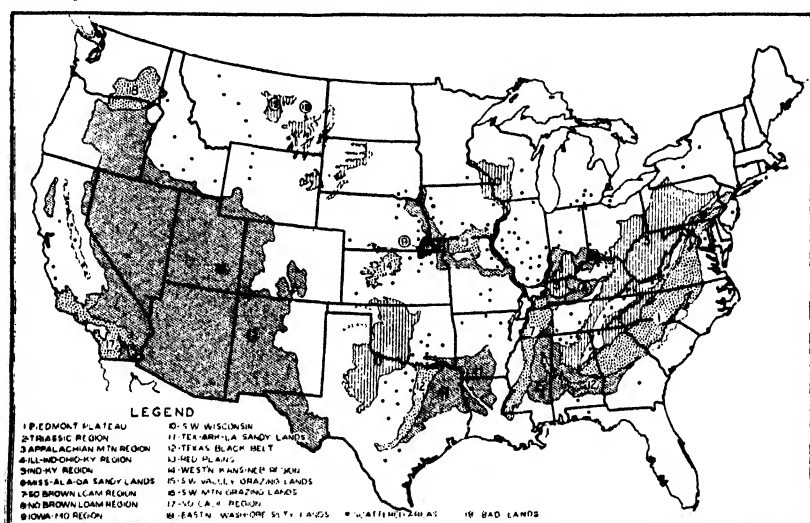 LEGEND
1 PIEDMONT PLATEAU
2-TRIASSIC REGION
3 APPALACHIAN MTN REGION
4-ILL-IND-OHIO-KY REGION
5-IND-KY REGION
6-MISS-ALA-GA SANDY LANDS
7-SO BROWN LOAM REGION
8-NO BROWN LOAM REGION
9-IOWA-MO REGION
10-S W WISCONSIN
11-TEX-ARK-LA SANDY LANDS
12-TEXAS BLACK BELT
13-RED PLAINS
14-WEST'N KANS-NEB REGION
15-S W VALLEY GRAZING LANDS
16-S W MTN GRAZING LANDS
17-SO CALIF REGION
18-EAST'N WASH-ORE SILTY LANDS
SCATTERED AREAS
19 BAD LANDS